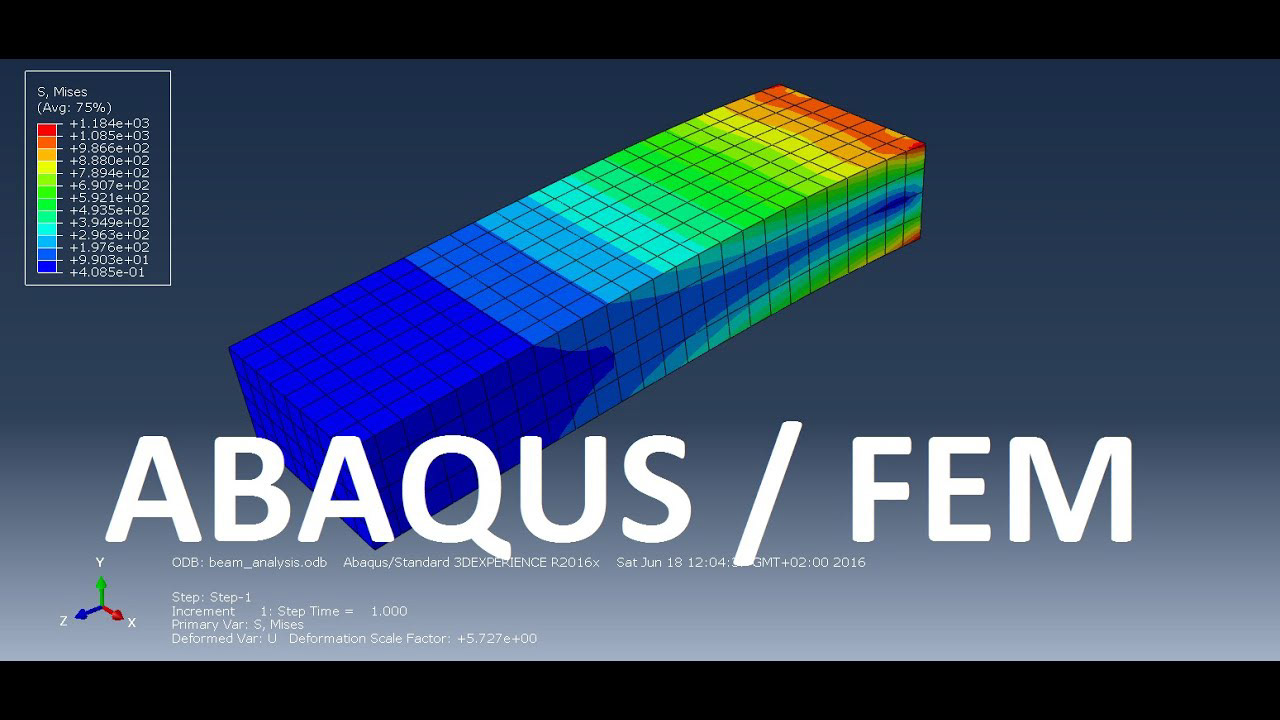 S, Mises
(Avg: 75%)
+1.184e+03
+1.085e+03
+9.866e+02
+8.880e+02
+7.894e+02
+6.907e+02
+5.921e+02
+4.935e+02
+3.949e+02
+2.963e+02
+1.976e+02
+9.903e+01
+4.085e-01
ABAQUS / FEM
Y
Z
X
ODB: beam_analysis.odb Abaqus/Standard 3DEXPERIENCE R2016x Sat Jun 18 GMT+02:00 2016
Step: Step-1
Increment 1: Step Time = 1.000
Primary Var: S, Mises
Deformed Var: U Deformation Scale Factor: +5.727e+00